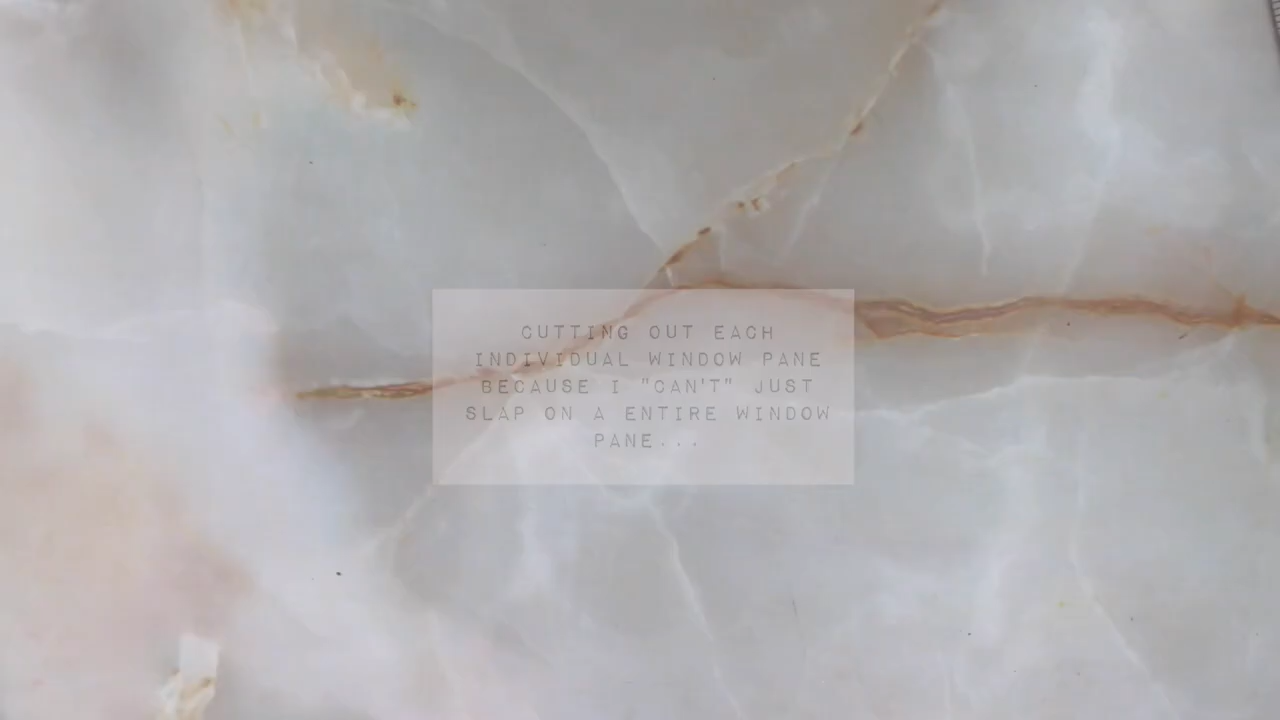 CUTTING OUT EACH
INDIVIDUAL WINDOW PANE
BECAUSE I "CAN'T" JUST
SLAP ON A ENTIRE WINDOW
PANE...